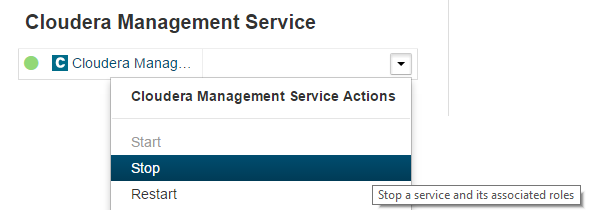 Cloudera Management Service
C Cloudera Manag...
Cloudera Management Service Actions
Start
Stop
Stop a service and its associated roles
Restart